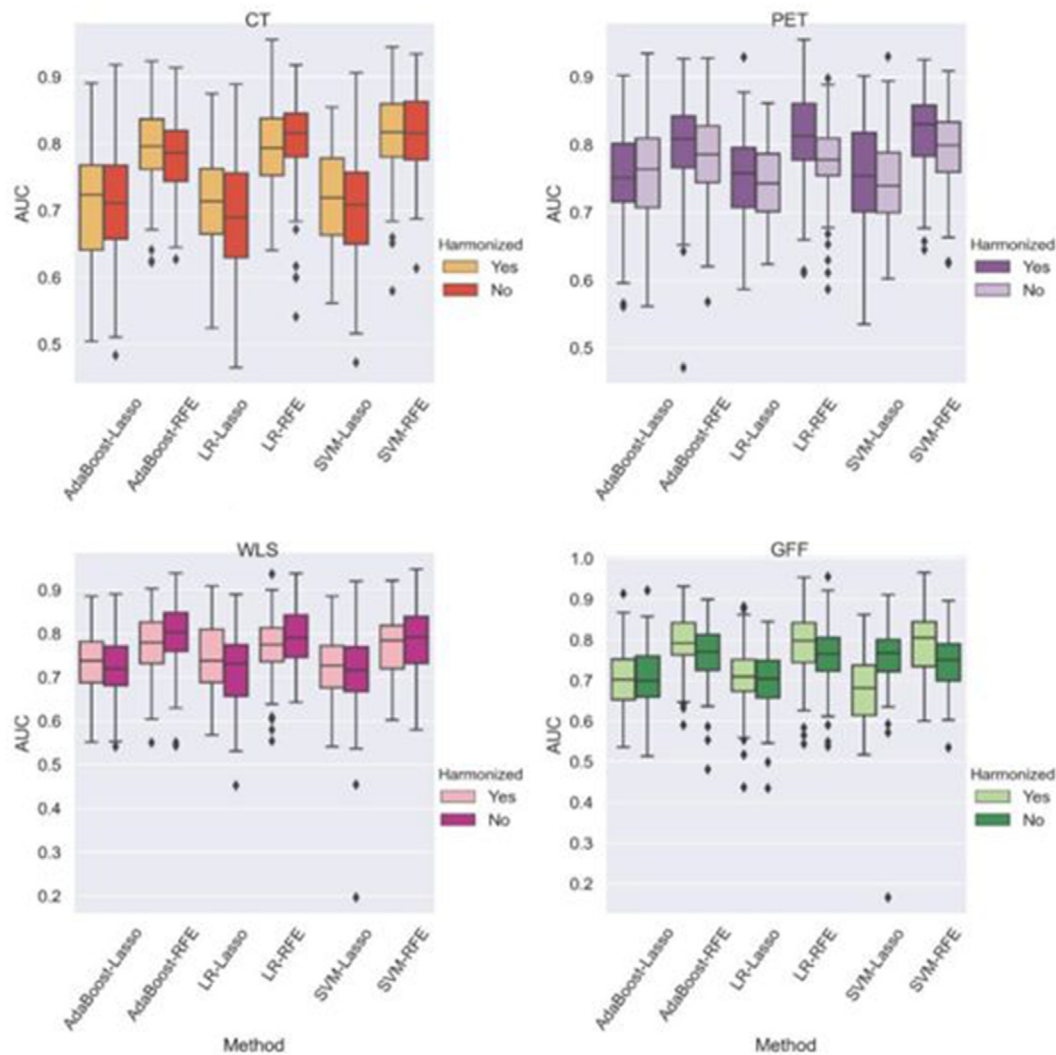 CT
AUC
0.9
0.8
0.7
0.6
0.5
AdaBoost-Lasso
AdaBoost-RFE
LR-Lasso
LR-RFE
SVM-Lasso
SVM-RFE
Harmonized
Yes
No
PET
AUC
0.9
0.8
0.7
0.6
0.5
AdaBoost-Lasso
AdaBoost-RFE
LR-Lasso
LR-RFE
SVM-Lasso
SVM-RFE
Harmonized
Yes
No
WLS
AUC
0.9
0.8
0.7
0.6
0.5
0.4
0.3
0.2
AdaBoost-Lasso
AdaBoost-RFE
LR-Lasso
LR-RFE
SVM-Lasso
SVM-RFE
Method
Harmonized
Yes
No
GFF
AUC
1.0
0.9
0.8
0.7
0.6
0.5
0.4
0.3
0.2
AdaBoost-Lasso
AdaBoost-RFE
LR-Lasso
LR-RFE
SVM-Lasso
SVM-RFE
Method
Harmonized
Yes
No